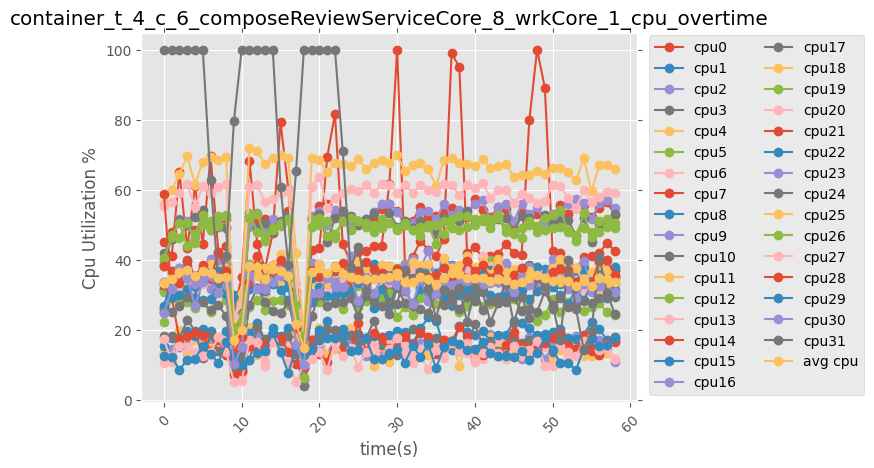 container_t_4_c_6_composeReviewServiceCore_8_wrkCore_1_cpu_overtime
Cpu Utilization %
100
80
60
40
20
0
0
10
20
30
40
50
60
time(s)
cpu0
cpu1
cpu2
cpu3
cpu4
cpu5
cpu6
cpu7
cpu8
cpu9
cpu10
cpu11
cpu12
cpu13
cpu14
cpu15
cpu16
cpu17
cpu18
cpu19
cpu20
cpu21
cpu22
cpu23
cpu24
cpu25
cpu26
cpu27
cpu28
cpu29
cpu30
cpu31
avg cpu